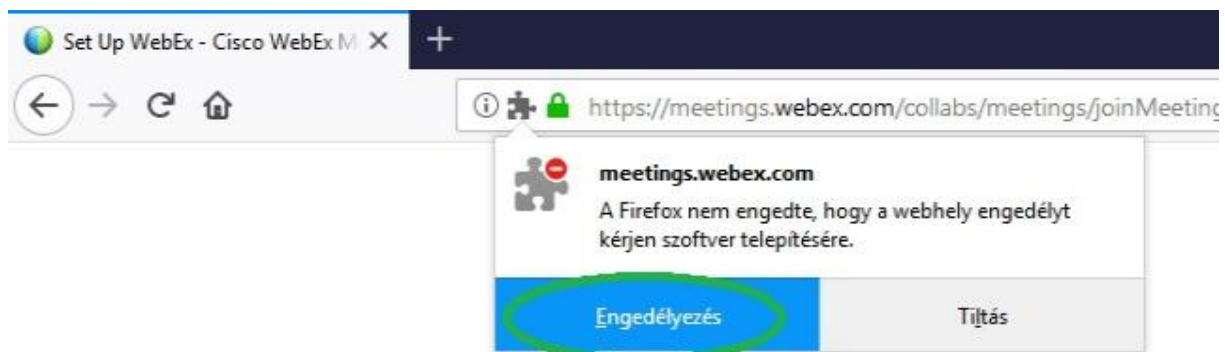 Set Up WebEx - Cisco WebEx M
https://meetings.webex.com/collabs/meetings/joinMeeting
meetings.webex.com
A Firefox nem engedte, hogy a webhely engedélyt
kérjen szoftver telepítésére.
Engedélyezés
Tiltás